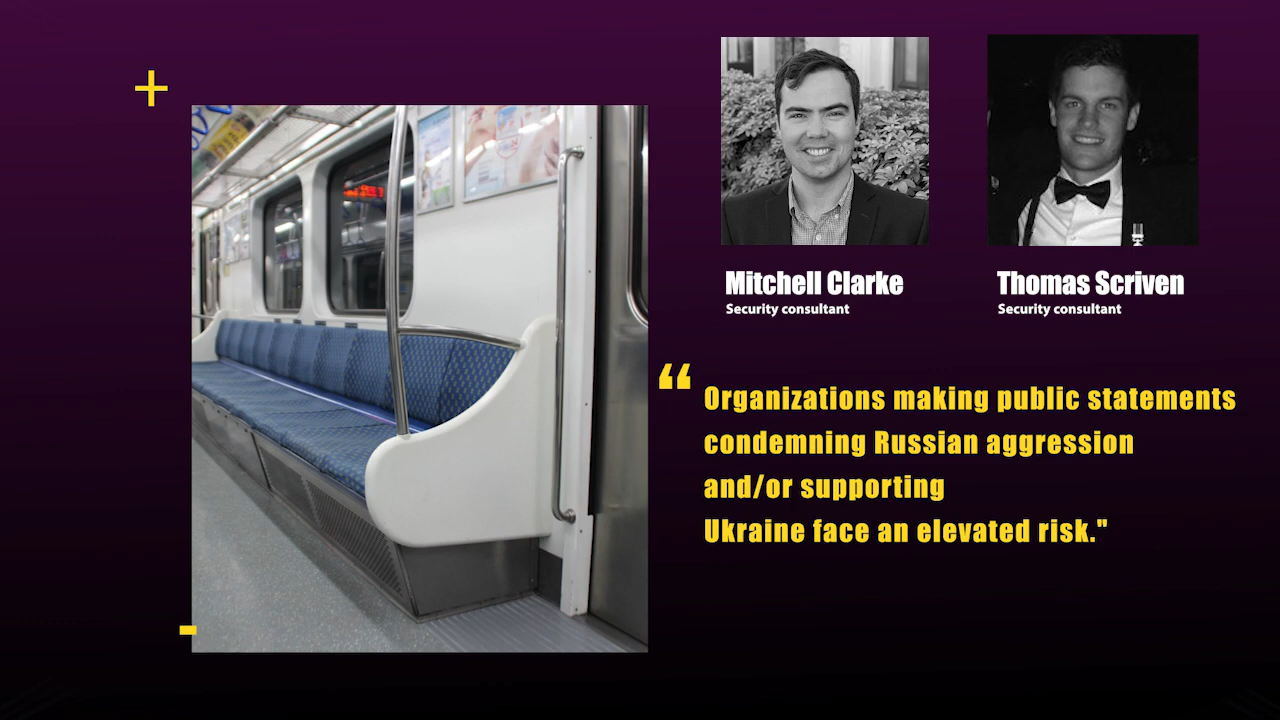 Mitchell Clarke
Security consultant
Thomas Scriven
Security consultant
“ Organizations making public statements
condemning Russian aggression
and/or supporting
Ukraine face an elevated risk."